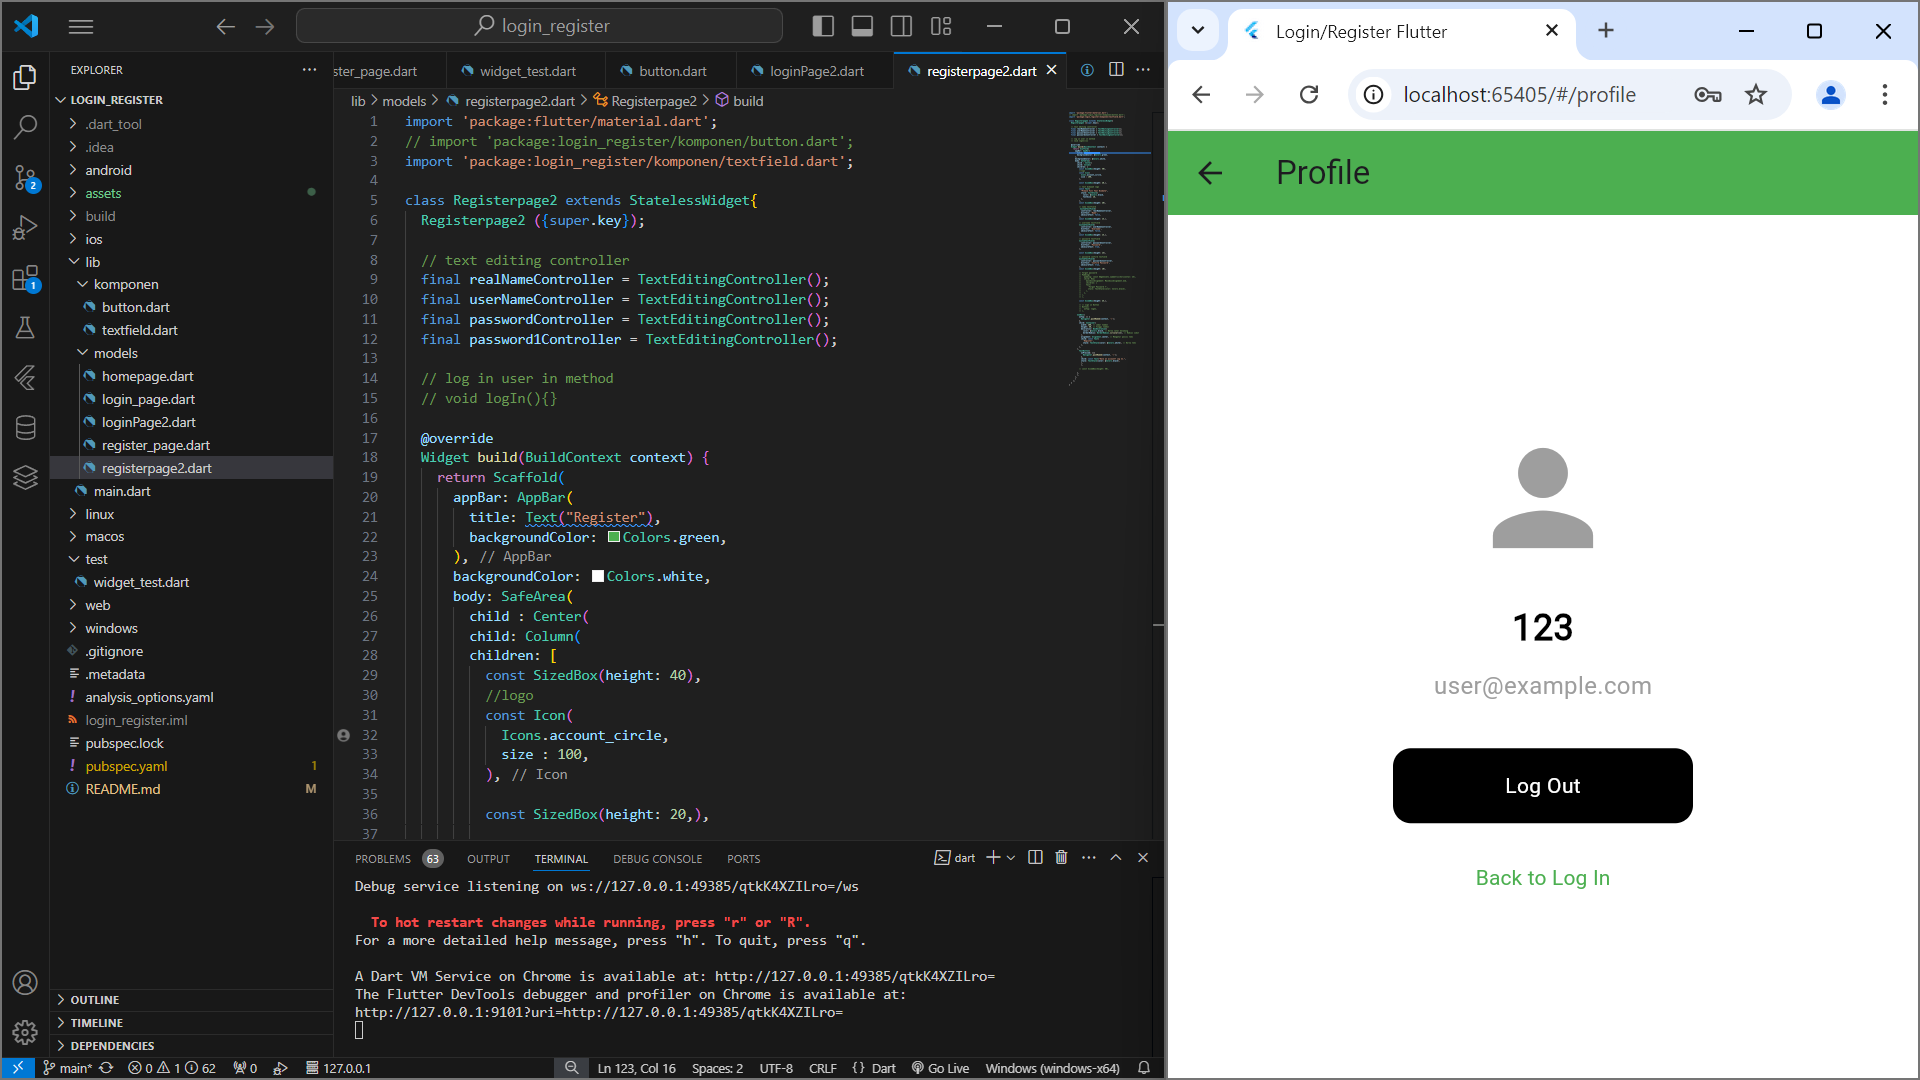 login_register
EXPLORER
LOGIN_REGISTER
.dart_tool
.idea
android
assets
build
ios
lib
komponen
button.dart
textfield.dart
models
homepage.dart
login_page.dart
loginPage2.dart
register_page.dart
registerpage2.dart
main.dart
linux
macos
test
widget_test.dart
web
windows
.gitignore
.metadata
analysis_options.yaml
login_register.iml
pubspec.lock
pubspec.yaml 1
README.md M
OUTLINE
TIMELINE
DEPENDENCIES
2
1
ster_page.dart widget_test.dart button.dart loginPage2.dart registerpage2.dart
lib > models > registerpage2.dart > Registerpage2 > build
1 import 'package:flutter/material.dart';
2 // import 'package:login_register/komponen/button.dart';
3 import 'package:login_register/komponen/textfield.dart';
4
5 class Registerpage2 extends StatelessWidget{
6 Registerpage2 ({super.key});
7
8 // text editing controller
9 final realNameController = TextEditingController();
10 final userNameController = TextEditingController();
11 final passwordController = TextEditingController();
12 final password1Controller = TextEditingController();
13
14 // log in user in method
15 // void logIn(){}
16
17 @override
18 Widget build(BuildContext context) {
19 return Scaffold(
20 appBar: AppBar(
21 title: Text("Register"),
22 backgroundColor: Colors.green,
23 ), // AppBar
24 backgroundColor: Colors.white,
25 body: SafeArea(
26 child : Center(
27 child: Column(
28 children: [
29 const SizedBox(height: 40),
30 //logo
31 const Icon(
32 Icons.account_circle,
33 size : 100,
34 ), // Icon
35
36 const SizedBox(height: 20,),
37
PROBLEMS 63 OUTPUT TERMINAL DEBUG CONSOLE PORTS dart
Debug service listening on ws://127.0.0.1:49385/qtkK4XZILro=/ws
To hot restart changes while running, press "r" or "R".
For a more detailed help message, press "h". To quit, press "q".
A Dart VM Service on Chrome is available at: http://127.0.0.1:49385/qtkK4XZILro=
The Flutter DevTools debugger and profiler on Chrome is available at:
http://127.0.0.1:9101?uri=http://127.0.0.1:49385/qtkK4XZILro=
main* 0 1 62 0 127.0.0.1 Ln 123, Col 16 Spaces: 2 UTF-8 CRLF {} Dart Go Live Windows (windows-x64)
Login/Register Flutter
localhost:65405/#/profile
Profile
123
user@example.com
Log Out
Back to Log In